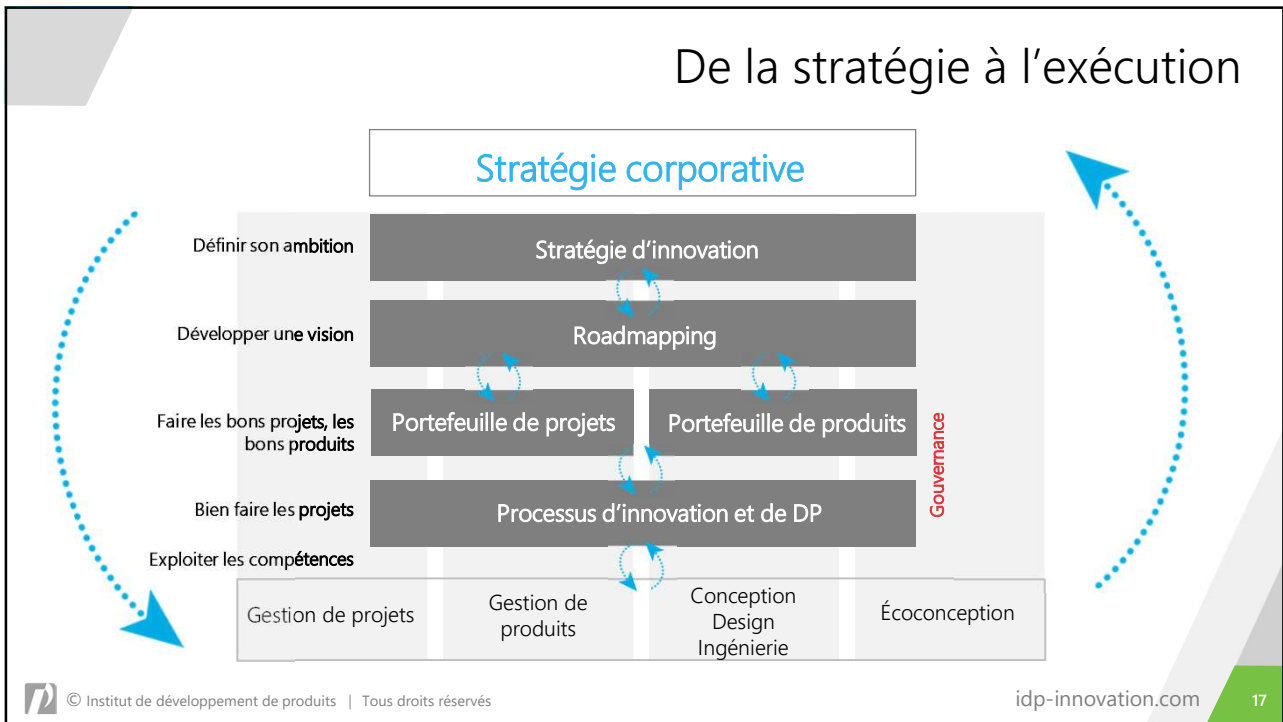 De la stratégie à l’exécution
Stratégie corporative
Définir son ambition
Stratégie d’innovation
Développer une vision
Roadmapping
Faire les bons projets, les
bons produits
Portefeuille de projets
Portefeuille de produits
Gouvernance
Bien faire les projets
Processus d’innovation et de DP
Exploiter les compétences
Gestion de projets
Gestion de
produits
Conception
Design
Ingénierie
Écoconception
© Institut de développement de produits | Tous droits réservés
idp-innovation.com
17